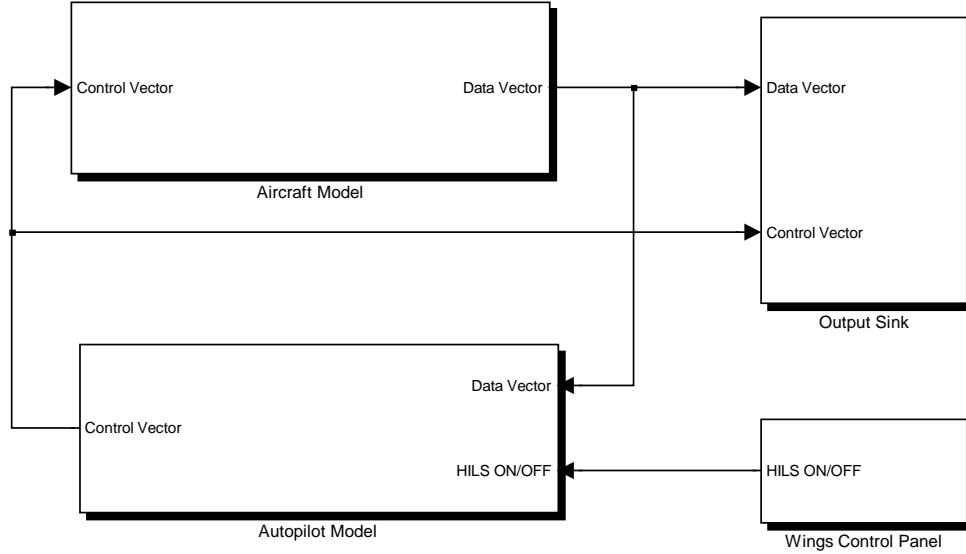 Control Vector
Data Vector
Aircraft Model
Data Vector
Control Vector
Output Sink
Data Vector
Control Vector
HILS ON/OFF
Autopilot Model
HILS ON/OFF
Wings Control Panel